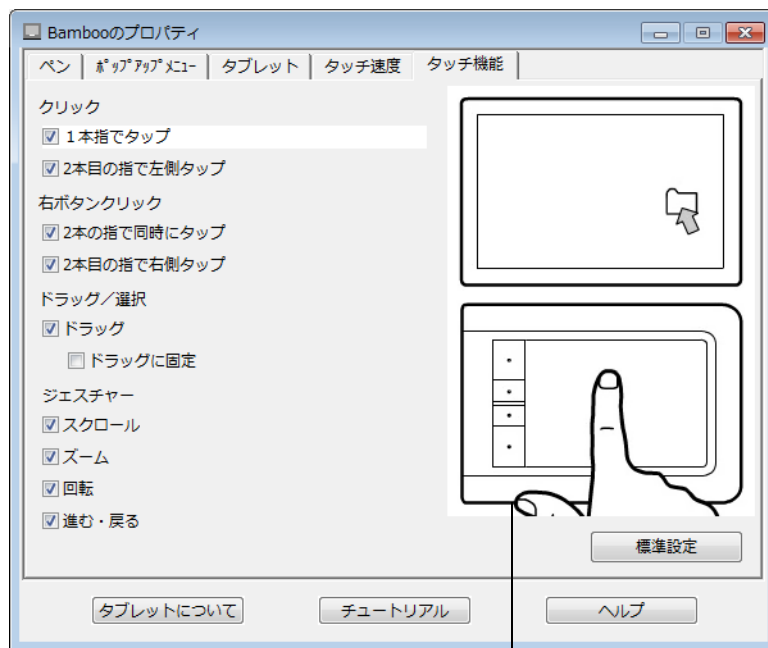 Bambooのプロパティ
ペン ﾎﾟｯﾌﾟｱｯﾌﾟﾒﾆｭｰ タブレット タッチ速度 タッチ機能
クリック
1本指でタップ
2本目の指で左側タップ
右ボタンクリック
2本の指で同時にタップ
2本目の指で右側タップ
ドラッグ／選択
ドラッグ
ドラッグに固定
ジェスチャー
スクロール
ズーム
回転
進む・戻る
標準設定
タブレットについて チュートリアル ヘルプ